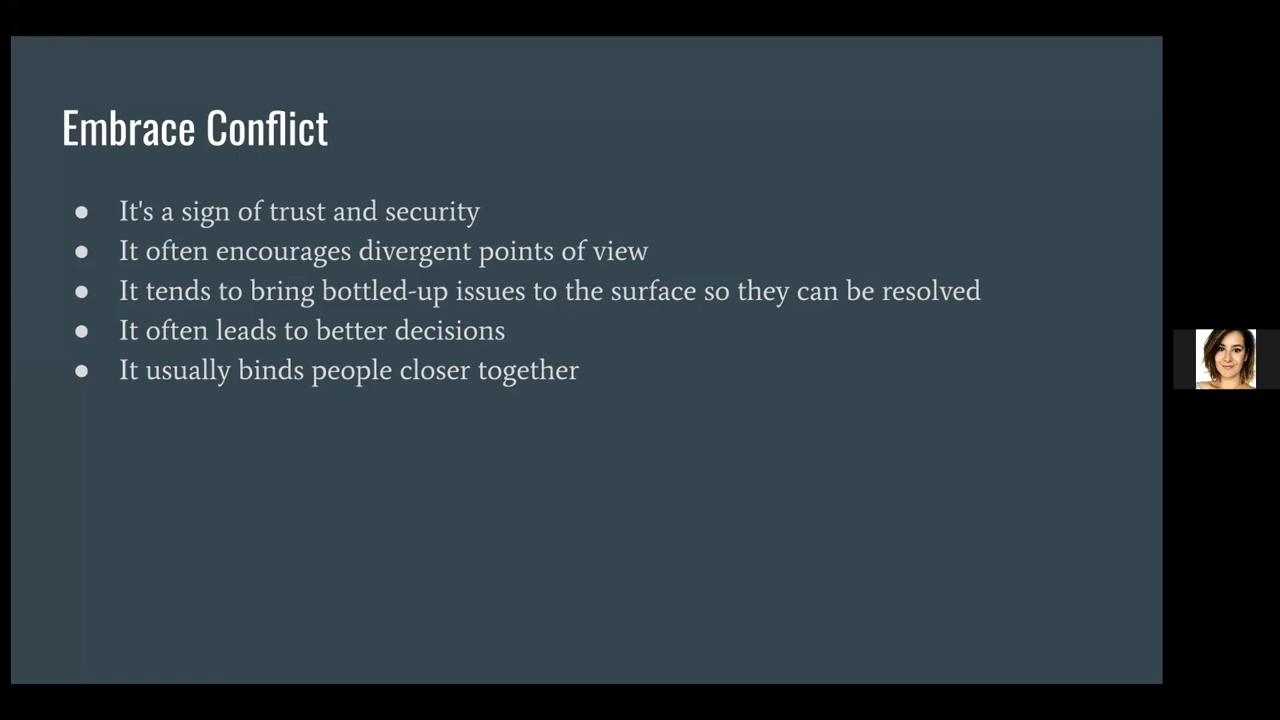 Embrace Conflict
● It's a sign of trust and security
● It often encourages divergent points of view
● It tends to bring bottled-up issues to the surface so they can be resolved
● It often leads to better decisions
● It usually binds people closer together